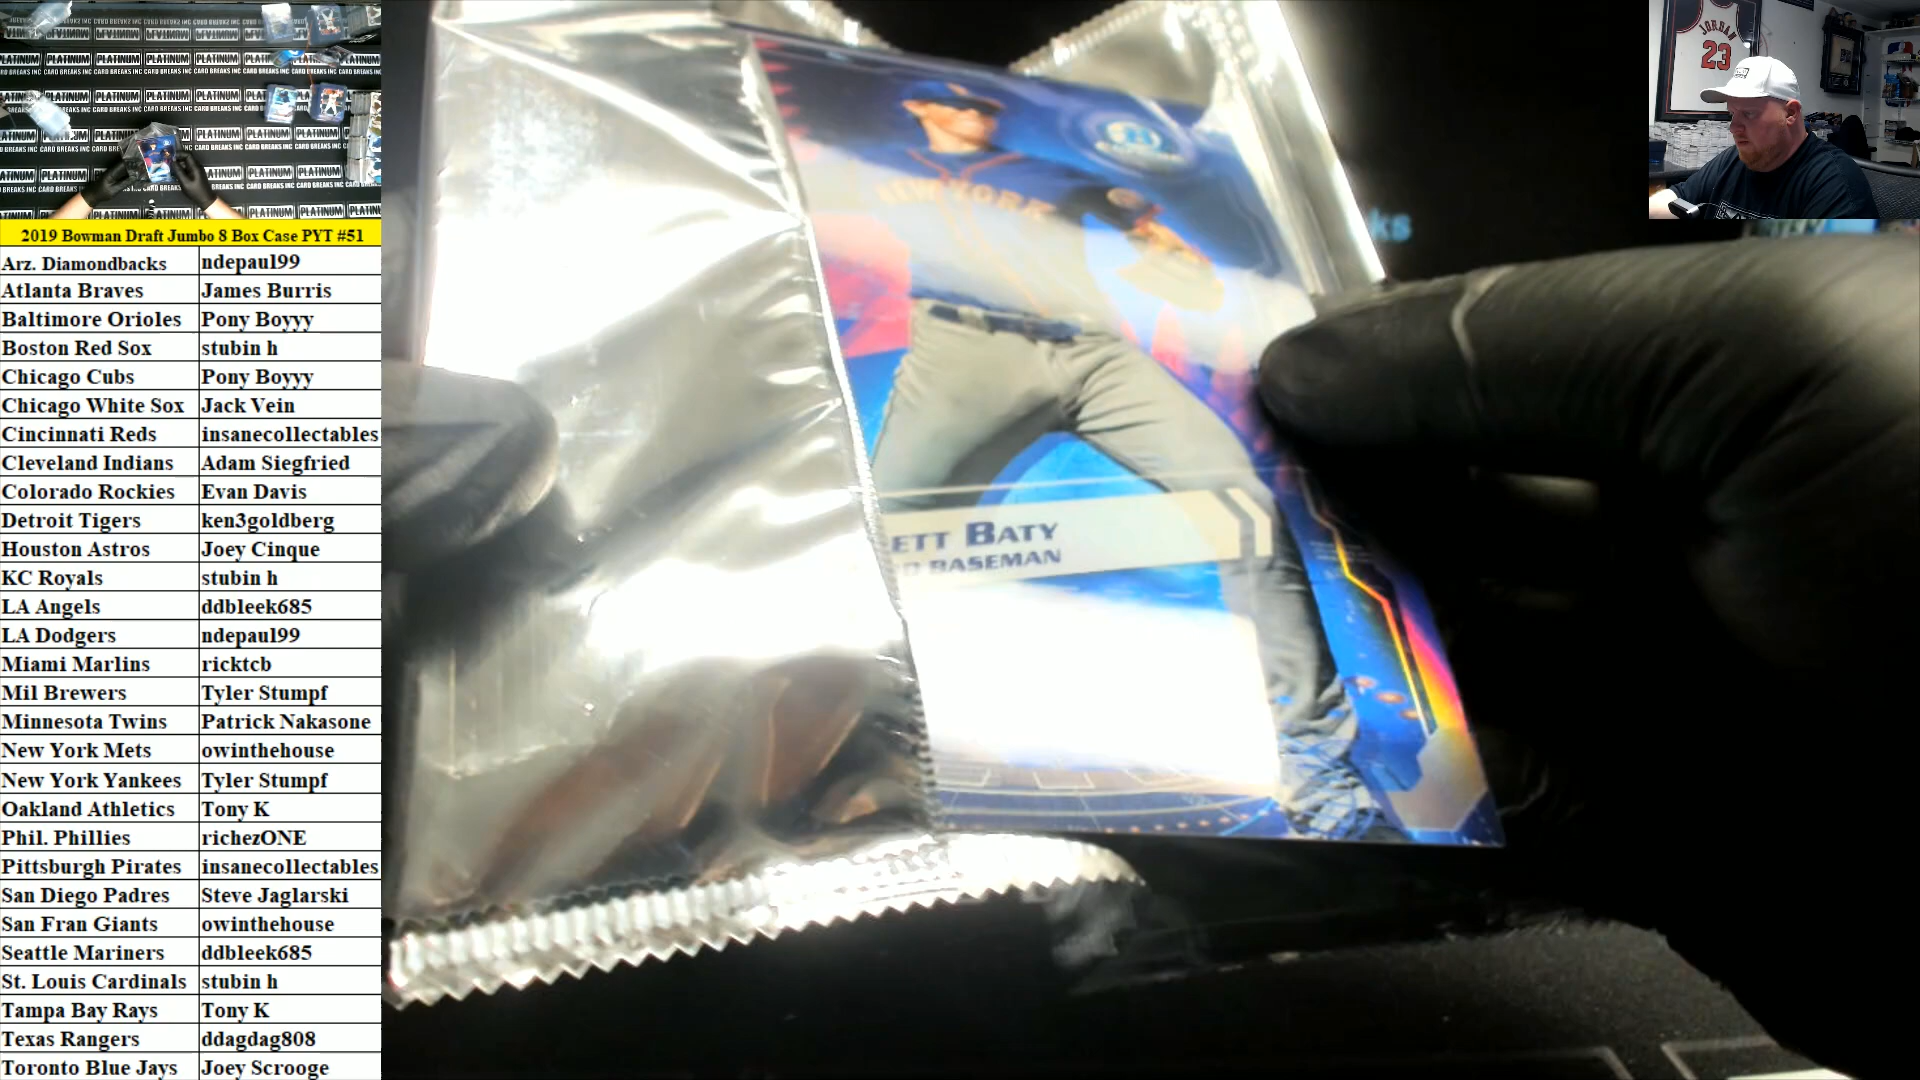 PLATINUM
CARD BREAKS INC
2019 Bowman Draft Jumbo 8 Box Case PYT #51
Arz. Diamondbacks ndepaul99
Atlanta Braves James Burris
Baltimore Orioles Pony Boyyy
Boston Red Sox stubin h
Chicago Cubs Pony Boyyy
Chicago White Sox Jack Vein
Cincinnati Reds insanecollectables
Cleveland Indians Adam Siegfried
Colorado Rockies Evan Davis
Detroit Tigers ken3goldberg
Houston Astros Joey Cinque
KC Royals stubin h
LA Angels ddbleek685
LA Dodgers ndepaul99
Miami Marlins ricktcb
Mil Brewers Tyler Stumpf
Minnesota Twins Patrick Nakasone
New York Mets owinthehouse
New York Yankees Tyler Stumpf
Oakland Athletics Tony K
Phil. Phillies richezONE
Pittsburgh Pirates insanecollectables
San Diego Padres Steve Jaglarski
San Fran Giants owinthehouse
Seattle Mariners ddbleek685
St. Louis Cardinals stubin h
Tampa Bay Rays Tony K
Texas Rangers ddagdag808
Toronto Blue Jays Joey Scrooge
NEW YORK
ETT BATY
D BASEMAN
ks
JORDAN
23